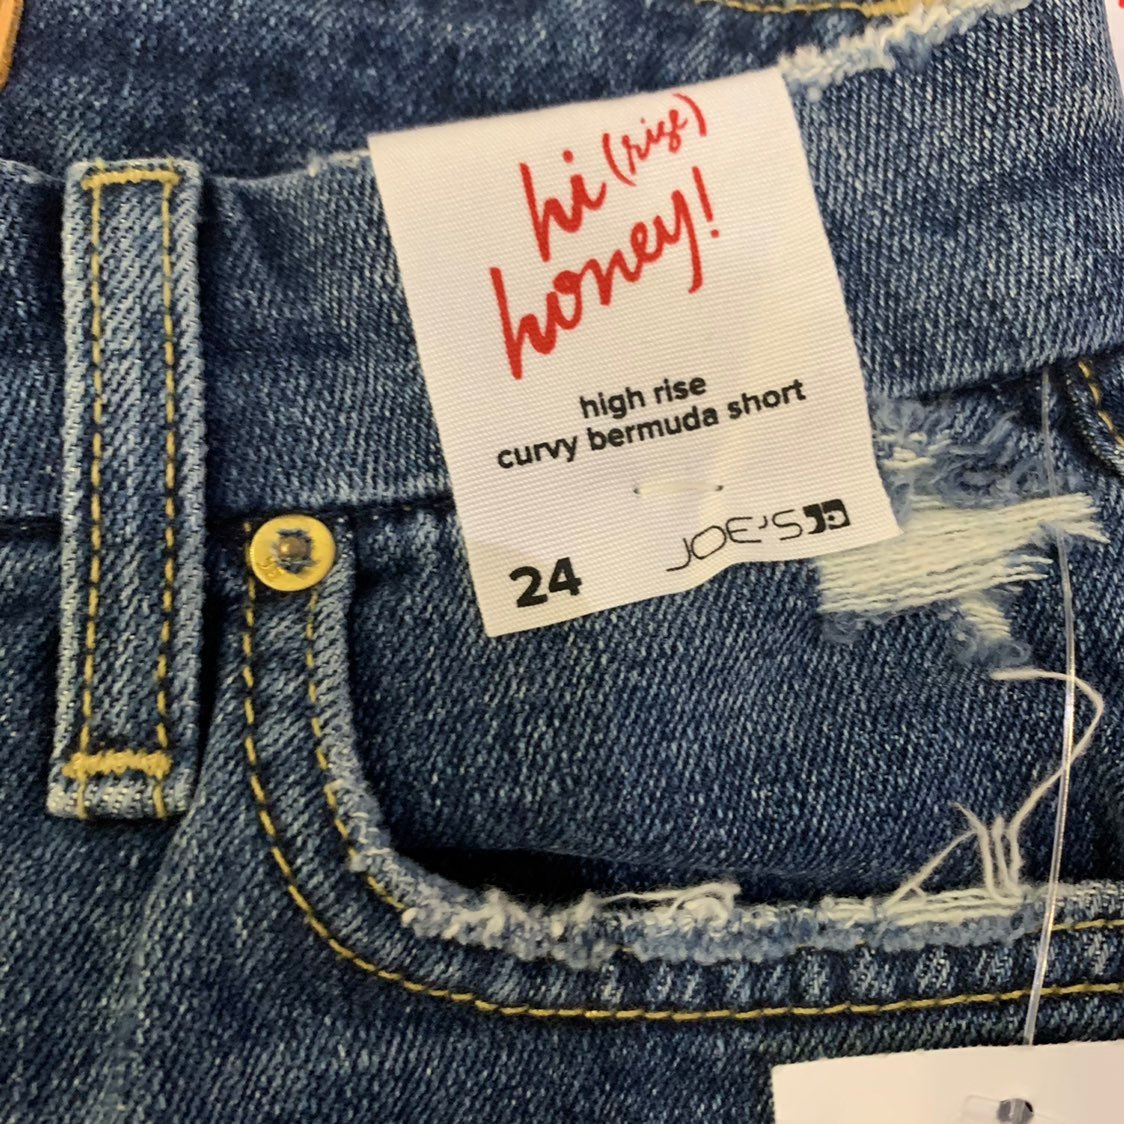 hi (rise)
honey!
high rise
curvy bermuda short
24 JOE'S